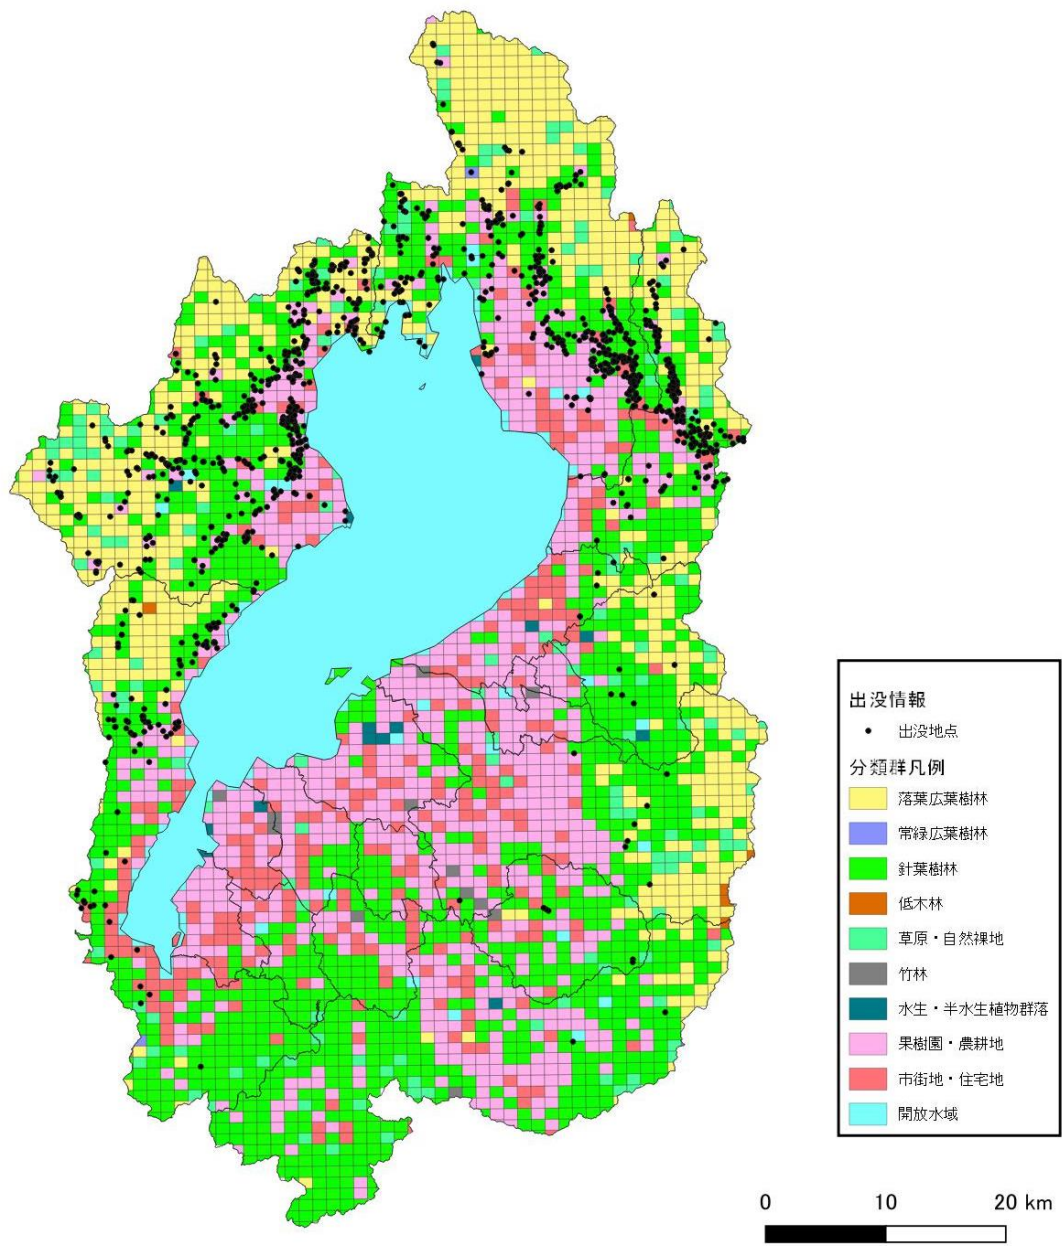 出没情報
出没地点
分類群凡例
落葉広葉樹林
常緑広葉樹林
針葉樹林
低木林
草原・自然裸地
竹林
水生・半水生植物群落
果樹園・農耕地
市街地・住宅地
開放水域
0 10 20 km